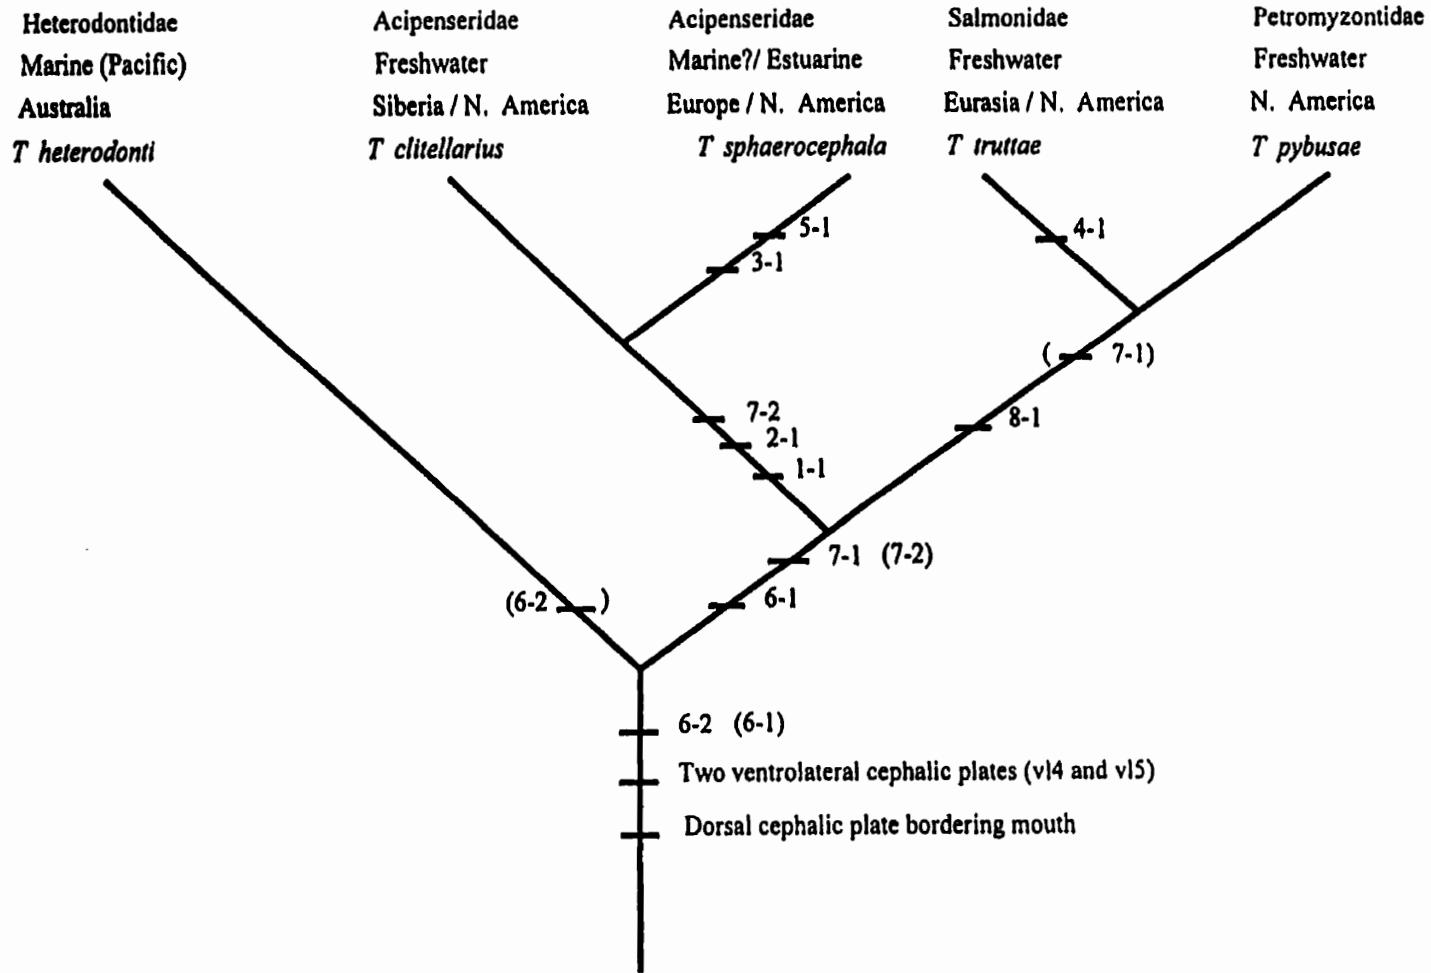 Heterodontidae
Marine (Pacific)
Australia
T heterodonti
Acipenseridae
Freshwater
Siberia / N. America
T clitellarius
Acipenseridae
Marine?/ Estuarine
Europe / N. America
T sphaerocephala
Salmonidae
Freshwater
Eurasia / N. America
T truttae
Petromyzontidae
Freshwater
N. America
T pybusae
5-1
3-1
4-1
( 7-1)
7-2
2-1
1-1
8-1
7-1 (7-2)
(6-2 )
6-1
6-2 (6-1)
Two ventrolateral cephalic plates (vl4 and vl5)
Dorsal cephalic plate bordering mouth